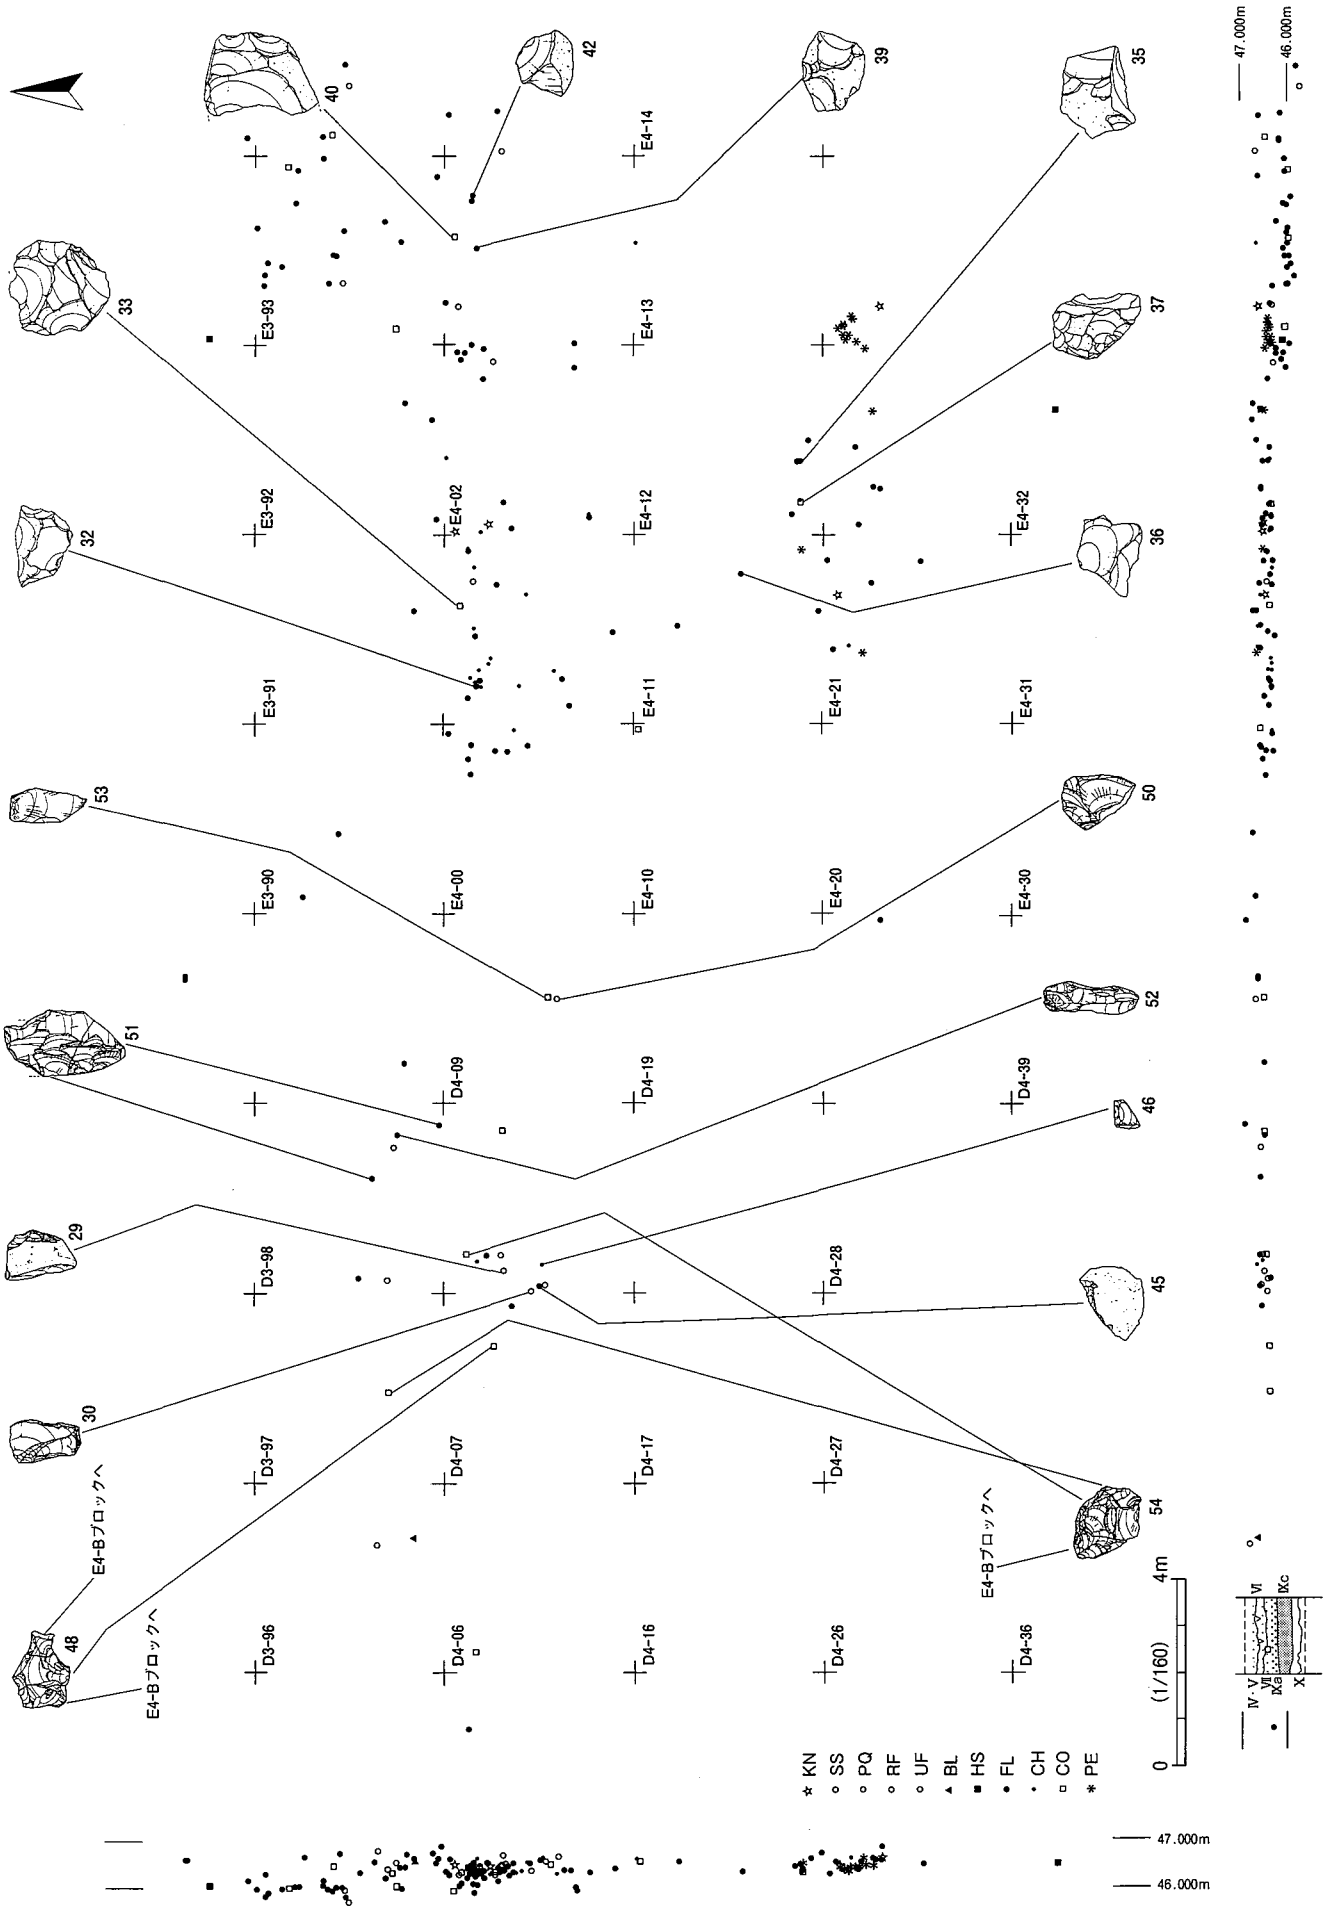 40
42
39
35
33
37
32
36
53
50
51
52
46
29
45
30
54
48
E4-Bブロックへ
E4-Bブロックへ
E4-Bブロックへ
E4-14
E3-93
E4-13
E3-92
E4-02
E4-12
E4-32
E3-91
E4-11
E4-21
E4-31
E3-90
E4-00
E4-10
E4-20
E4-30
D4-09
D4-19
D4-39
D3-98
D4-28
D3-97
D4-07
D4-17
D4-27
D3-96
D4-06
D4-16
D4-26
D4-36
KN
SS
PQ
RF
UF
BL
HS
FL
CH
CO
PE
0 (1/160) 4m
47.000m
46.000m
47.000m
46.000m
IV・V
VI
VII
IXa
IXc
X